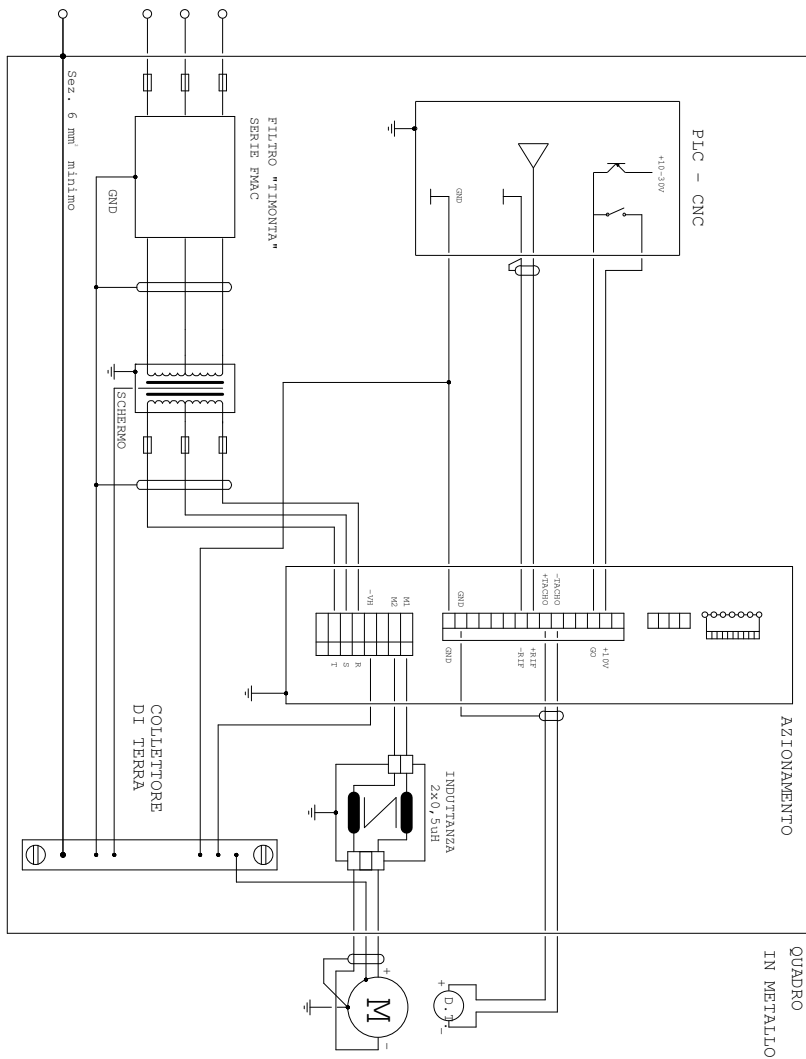 Sez. 6 mm² minimo
FILTRO "TIMONTA"
SERIE FMAC
GND
PLC - CNC
+10-30V
GND
SCHERMO
AZIONAMENTO
M1
M2
-VH
R
S
T
GND
GND
-TACHO
+TACHO
+RIF
-RIF
+10V
GO
COLLETTORE
DI TERRA
INDUTTANZA
2x0,5uH
QUADRO
IN METALLO
+
M
-
+ D.T. -